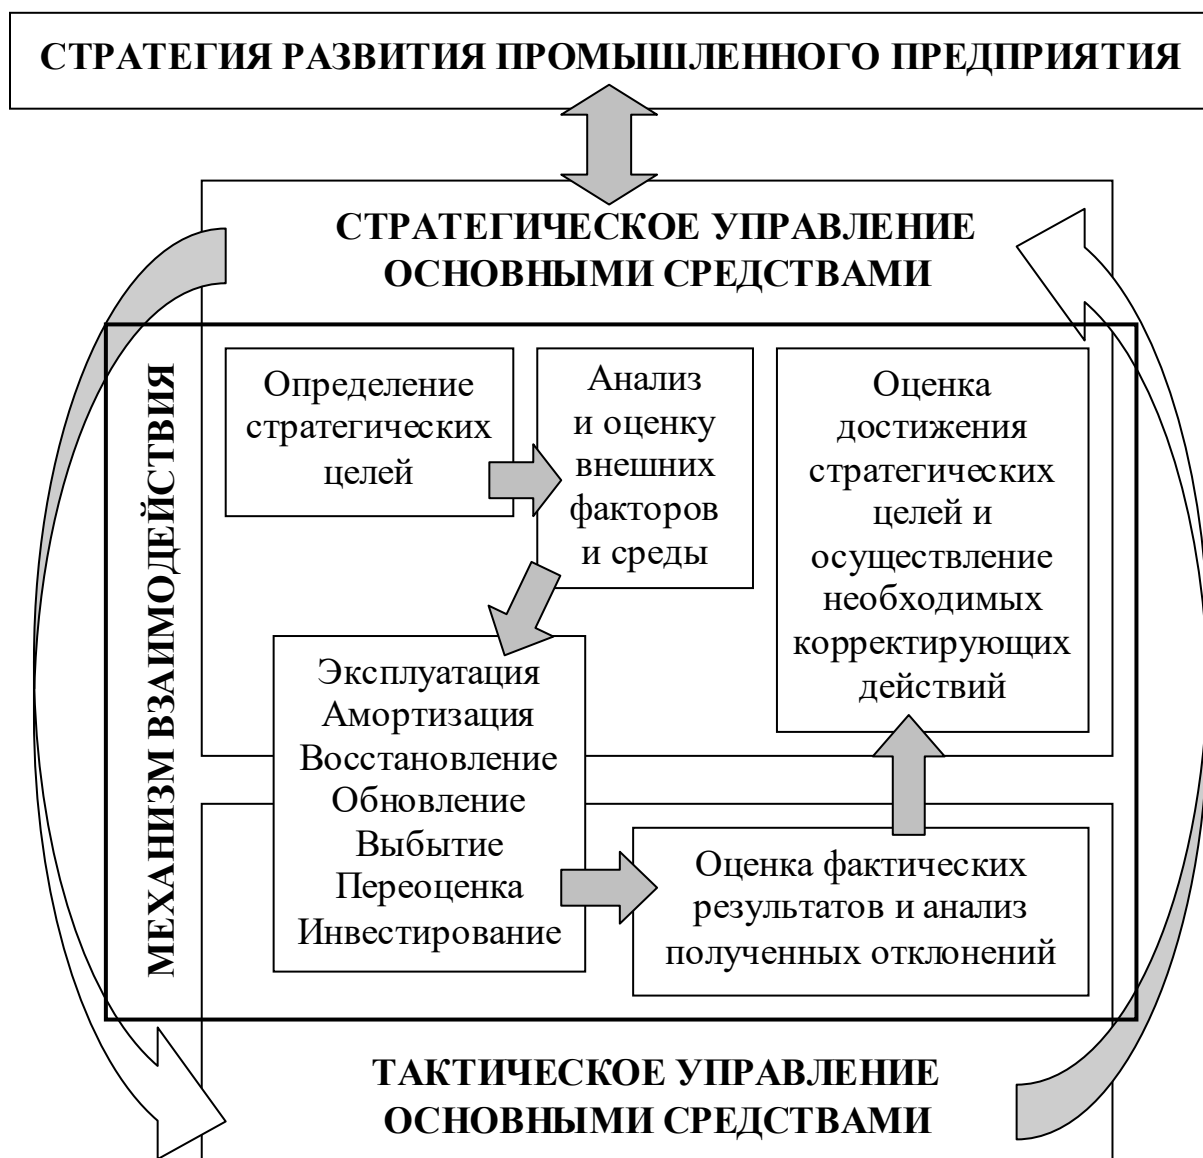 СТРАТЕГИЯ РАЗВИТИЯ ПРОМЫШЛЕННОГО ПРЕДПРИЯТИЯ
СТРАТЕГИЧЕСКОЕ УПРАВЛЕНИЕ
ОСНОВНЫМИ СРЕДСТВАМИ
МЕХАНИЗМ ВЗАИМОДЕЙСТВИЯ
Определение
стратегических
целей
Анализ
и оценку
внешних
факторов
и среды
Оценка
достижения
стратегических
целей и
осуществление
необходимых
корректирующих
действий
Эксплуатация
Амортизация
Восстановление
Обновление
Выбытие
Переоценка
Инвестирование
Оценка фактических
результатов и анализ
полученных отклонений
ТАКТИЧЕСКОЕ УПРАВЛЕНИЕ
ОСНОВНЫМИ СРЕДСТВАМИ